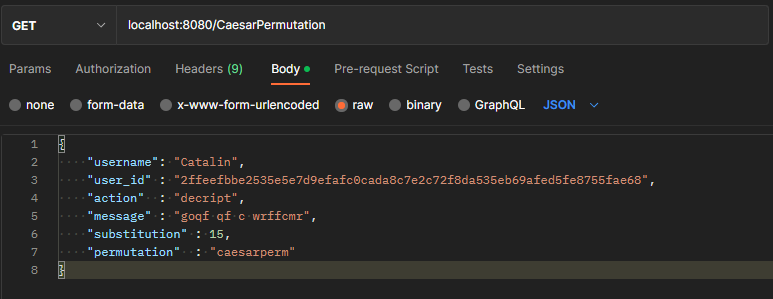 GET localhost:8080/CaesarPermutation
Params Authorization Headers (9) Body Pre-request Script Tests Settings
none form-data x-www-form-urlencoded raw binary GraphQL JSON
1 {
2 "username": "Catalin",
3 "user_id" : "2ffeefbbe2535e5e7d9efafc0cada8c7e2c72f8da535eb69afed5fe8755fae68",
4 "action" : "decript",
5 "message" : "goqf qf c wrffcmr",
6 "substitution" : 15,
7 "permutation" : "caesarperm"
8 }